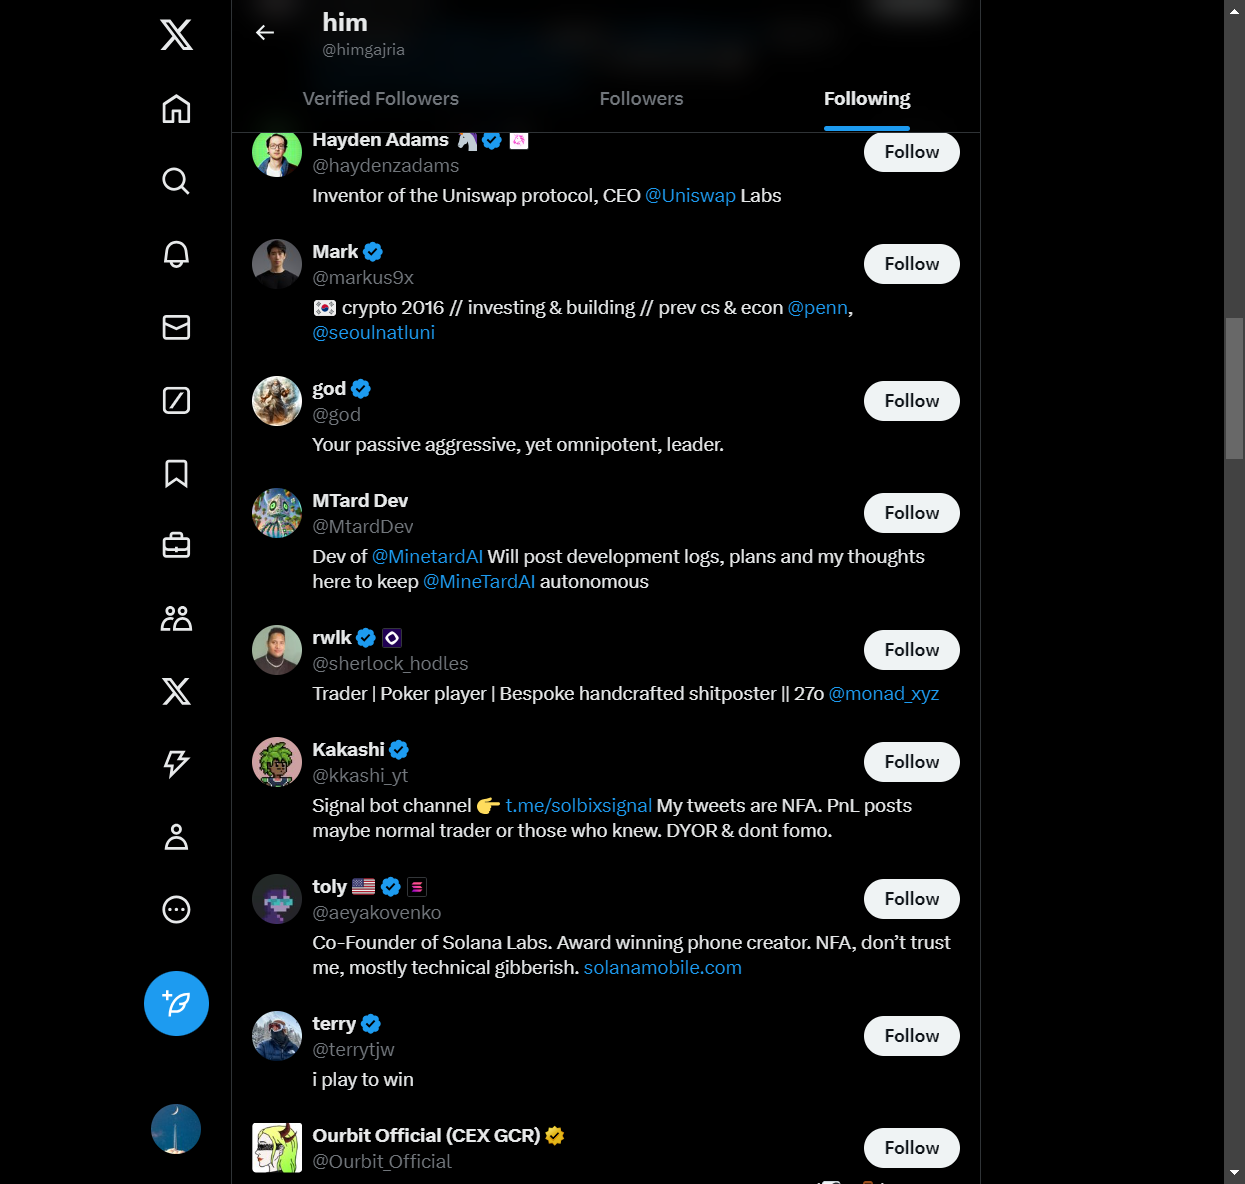 him
@himgajria
Verified Followers
Followers
Following
Hayden Adams
@haydenzadams
Follow
Inventor of the Uniswap protocol, CEO @Uniswap Labs
Mark
@markus9x
Follow
crypto 2016 // investing & building // prev cs & econ @penn,
@seoulnatluni
god
@god
Follow
Your passive aggressive, yet omnipotent, leader.
MTard Dev
@MtardDev
Follow
Dev of @MinetardAI Will post development logs, plans and my thoughts
here to keep @MineTardAI autonomous
rwlk
@sherlock_hodles
Follow
Trader | Poker player | Bespoke handcrafted shitposter || 27o @monad_xyz
Kakashi
@kkashi_yt
Follow
Signal bot channel 👉 t.me/solbixsignal My tweets are NFA. PnL posts
maybe normal trader or those who knew. DYOR & dont fomo.
toly
@aeyakovenko
Follow
Co-Founder of Solana Labs. Award winning phone creator. NFA, don’t trust
me, mostly technical gibberish. solanamobile.com
terry
@terrytjw
Follow
i play to win
Ourbit Official (CEX GCR)
@Ourbit_Official
Follow